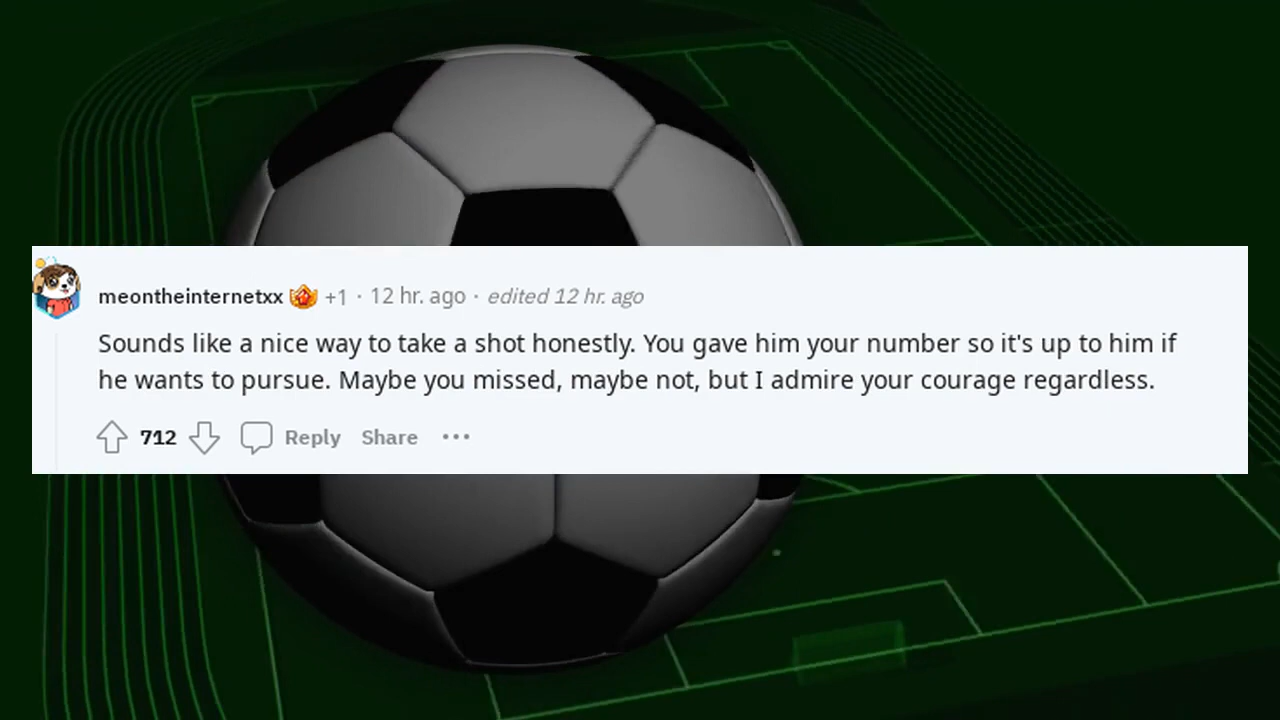 meontheinternetxx +1 · 12 hr. ago · edited 12 hr. ago
Sounds like a nice way to take a shot honestly. You gave him your number so it's up to him if
he wants to pursue. Maybe you missed, maybe not, but I admire your courage regardless.
712 Reply Share ···